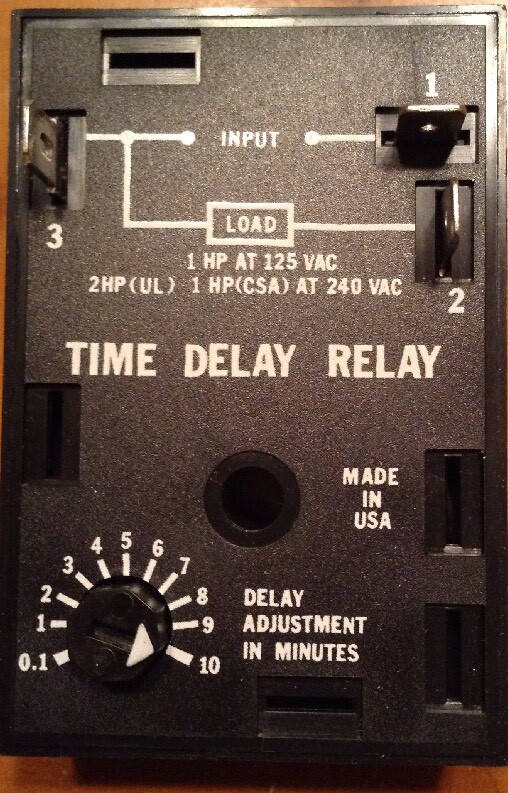 1
INPUT
3
LOAD
1 HP AT 125 VAC
2HP (UL) 1 HP(CSA) AT 240 VAC
2
TIME DELAY RELAY
MADE
IN
USA
0.1
1
2
3
4
5
6
7
8
9
10
DELAY
ADJUSTMENT
IN MINUTES